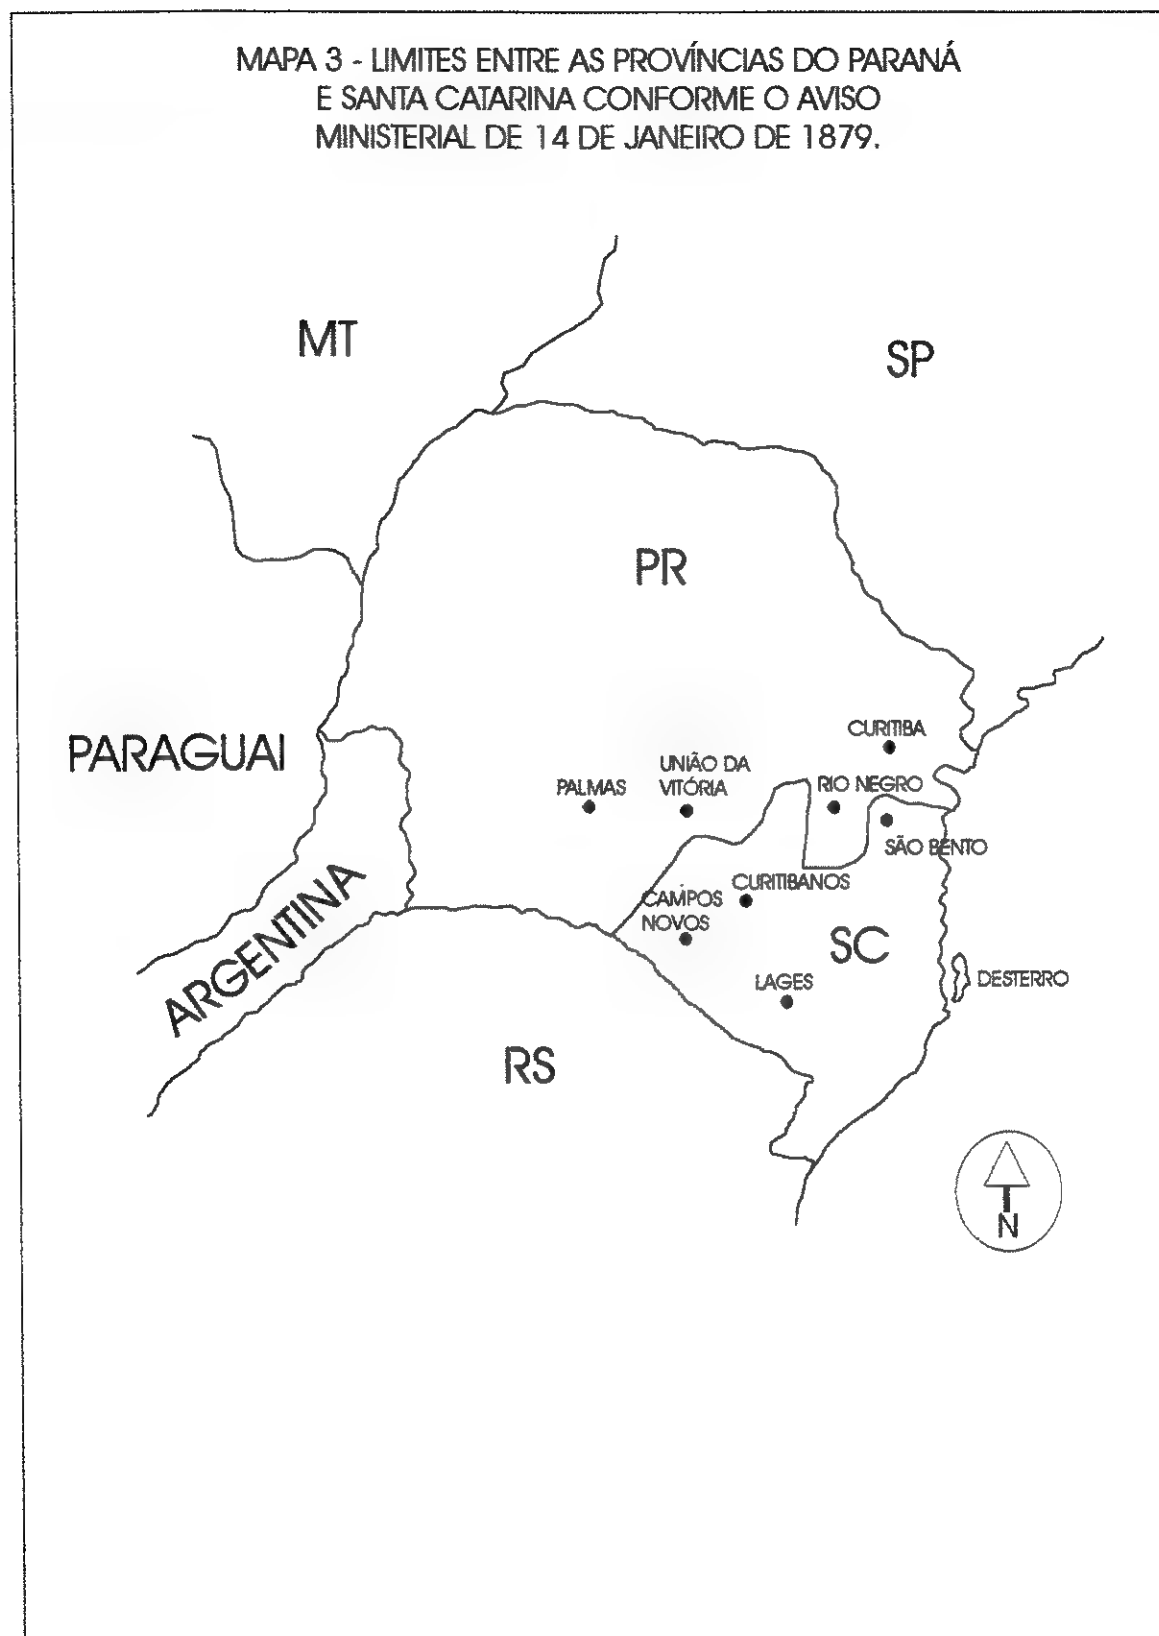 MAPA 3 - LIMITES ENTRE AS PROVÍNCIAS DO PARANÁ
E SANTA CATARINA CONFORME O AVISO
MINISTERIAL DE 14 DE JANEIRO DE 1879.
MT
SP
PR
PARAGUAI
CURITIBA
UNIÃO DA
VITÓRIA
PALMAS
RIO NEGRO
SÃO BENTO
ARGENTINA
CURITIBANOS
CAMPOS
NOVOS
SC
LAGES
DESTERRO
RS
N